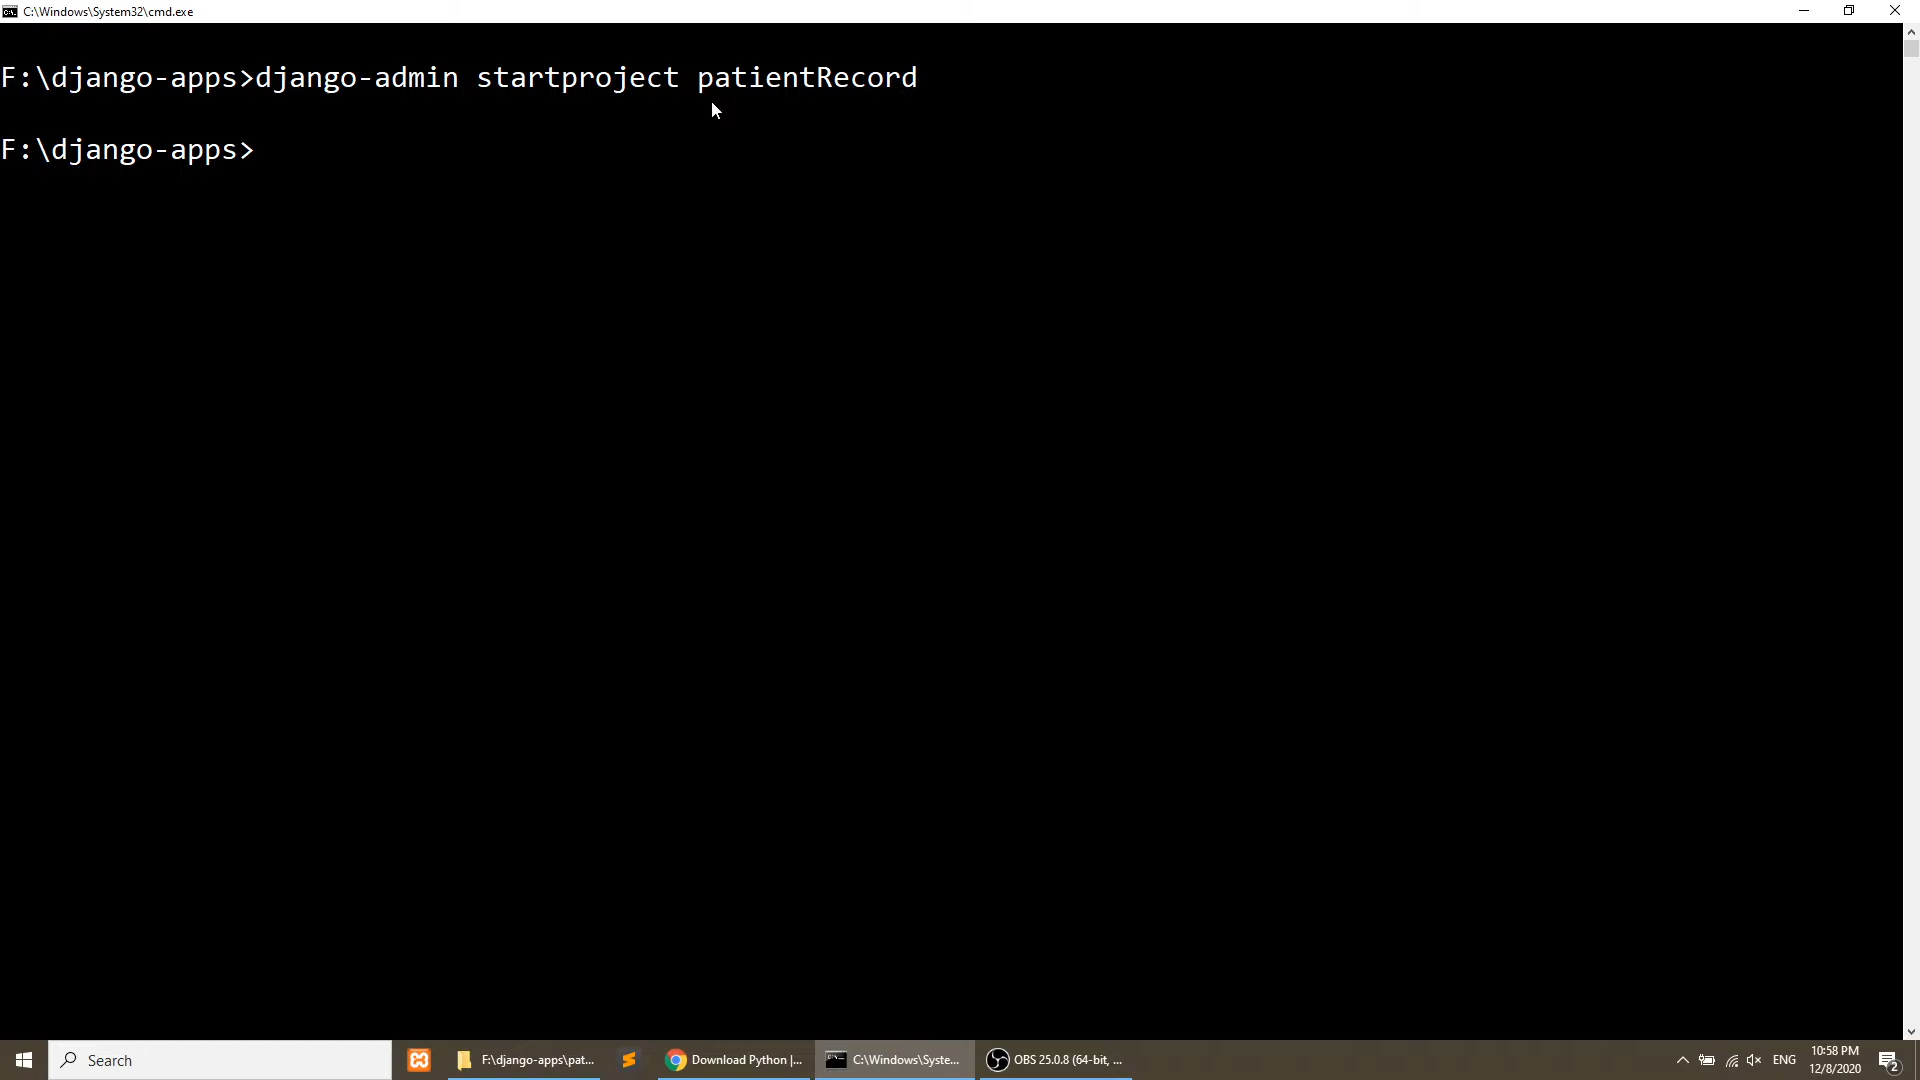 C:\Windows\System32\cmd.exe
F:\django-apps>django-admin startproject patientRecord
F:\django-apps>
Search
F:\django-apps\pat...
Download Python |...
C:\Windows\Syste...
OBS 25.0.8 (64-bit, ...
ENG
10:58 PM
12/8/2020
2